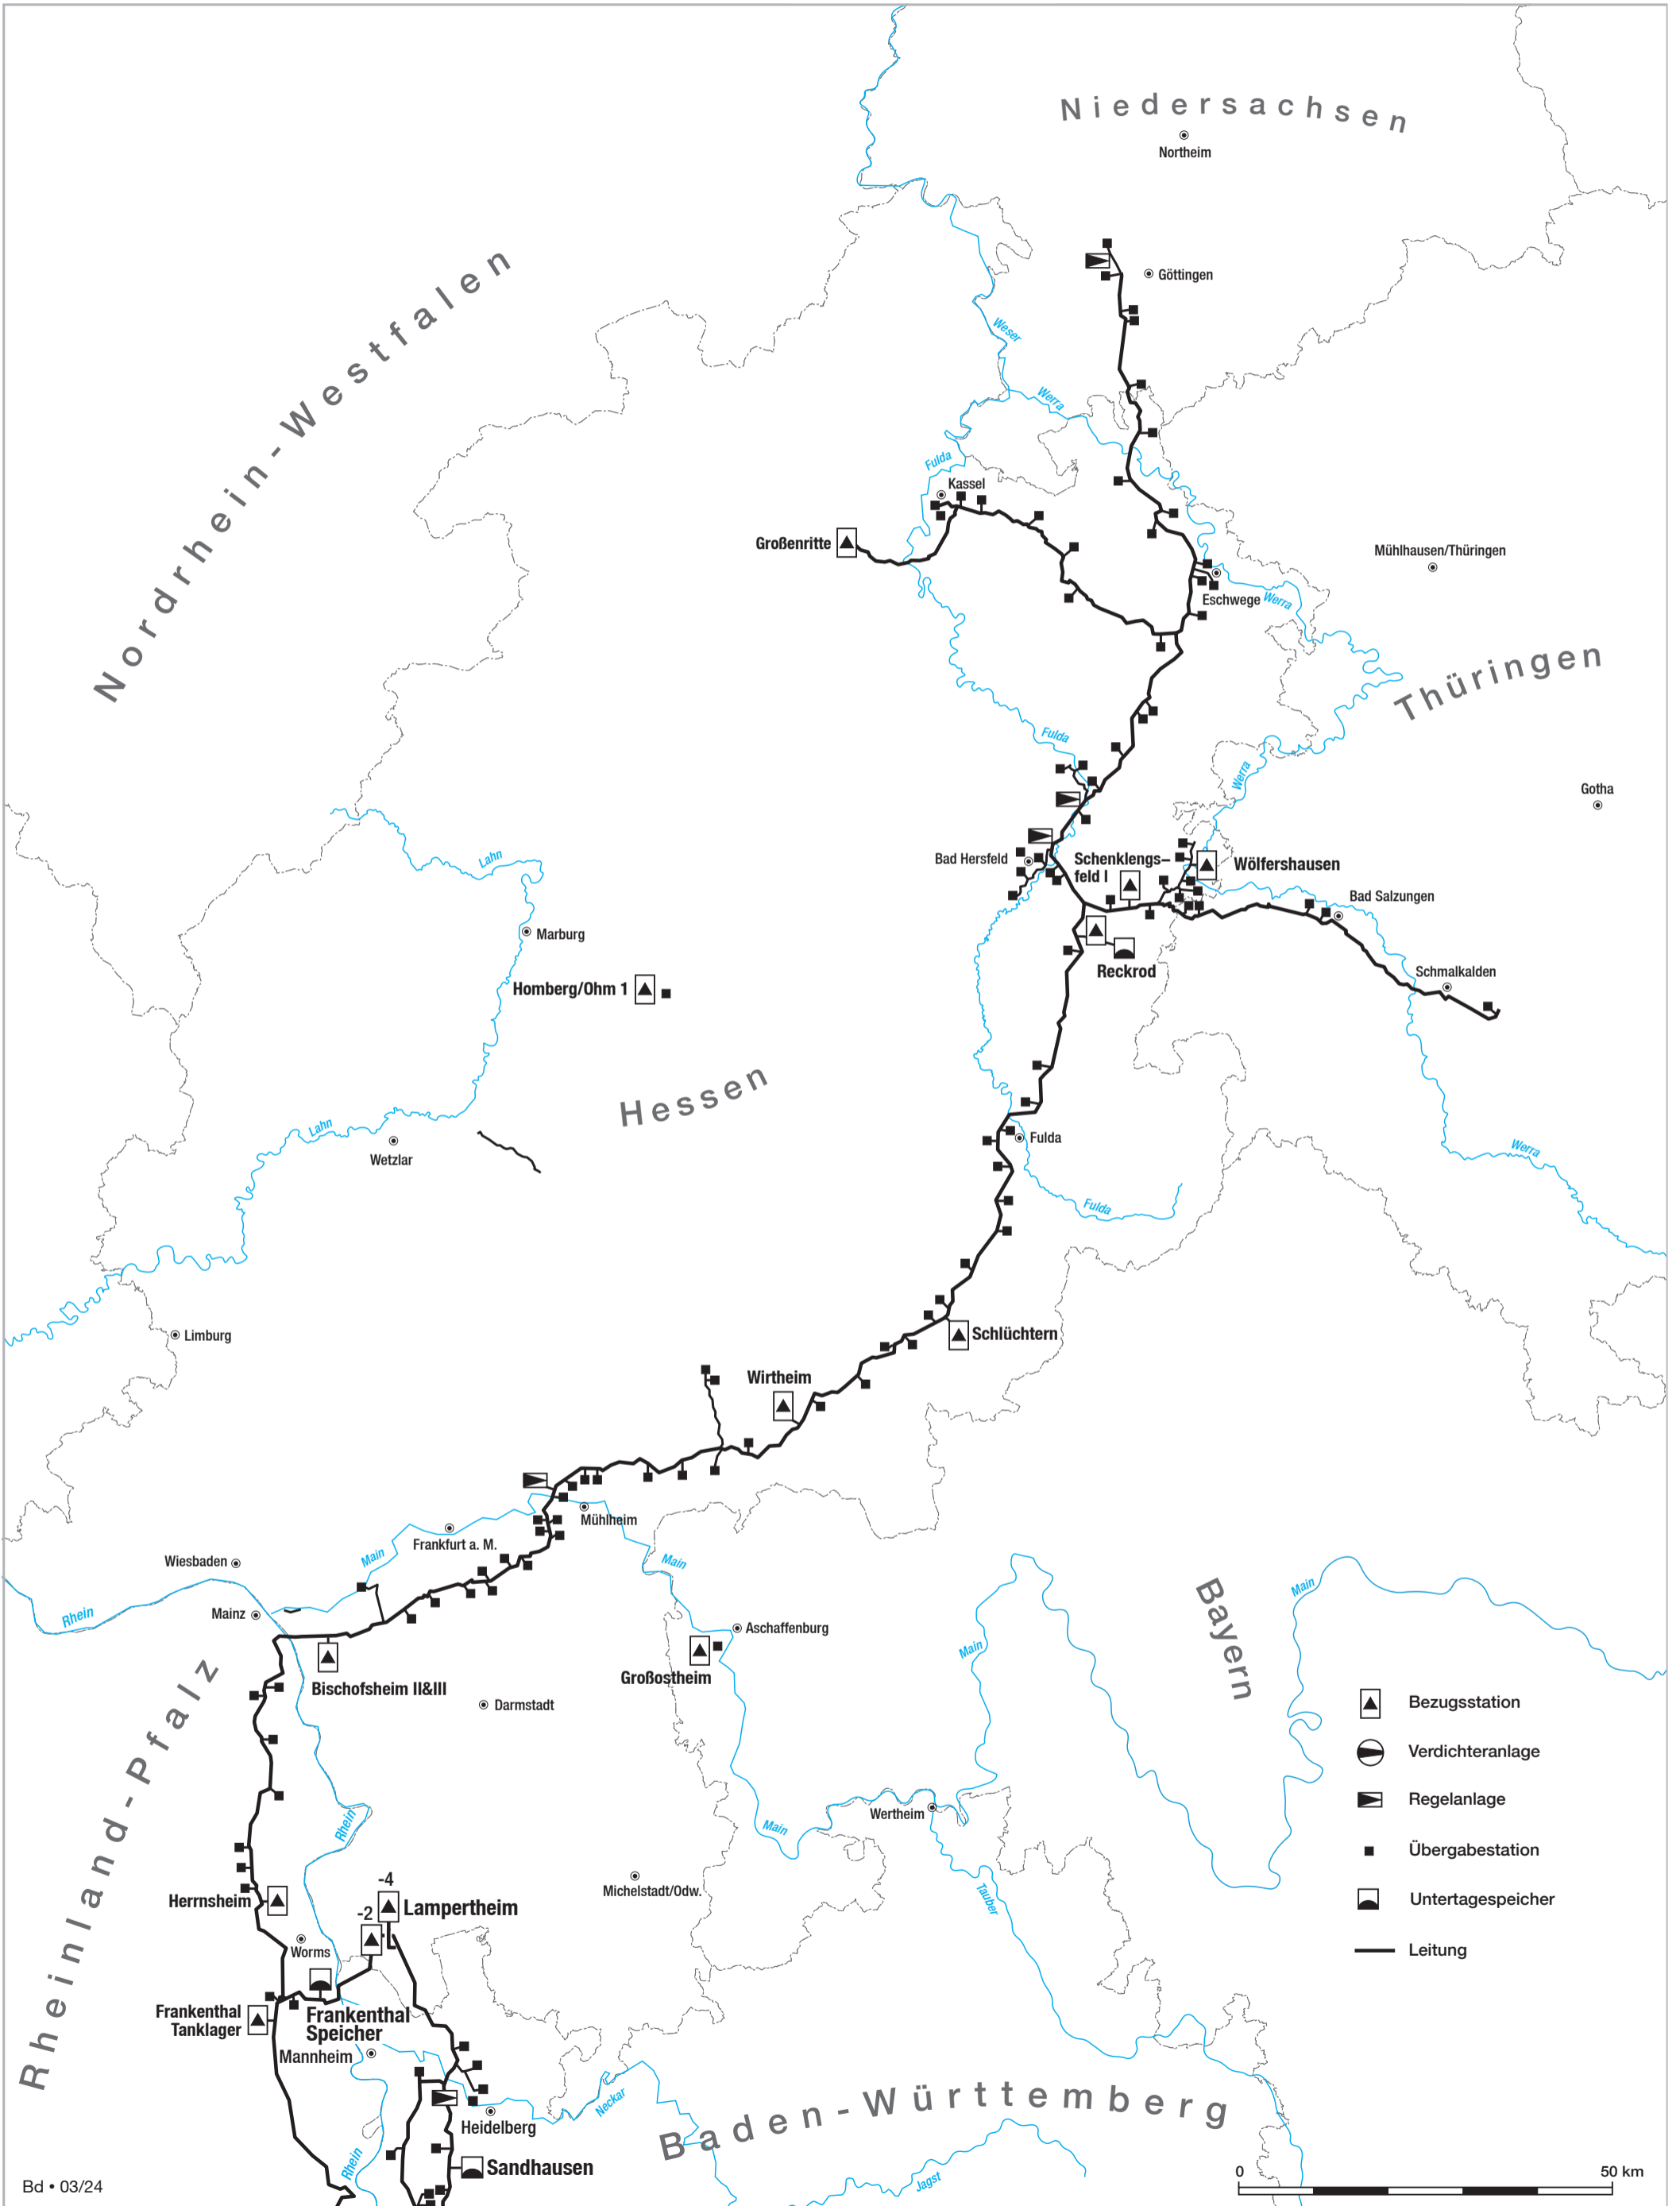 Niedersachsen
Northeim
Nordrhein-Westfalen
Göttingen
Weser
Werra
Fulda
Kassel
Großenritte
Mühlhausen/Thüringen
Eschwege
Werra
Thüringen
Fulda
Werra
Gotha
Lahn
Bad Hersfeld
Schenklengs–
feld I
Wölfershausen
Bad Salzungen
Marburg
Reckrod
Schmalkalden
Homberg/Ohm 1
Hessen
Lahn
Wetzlar
Fulda
Werra
Fulda
Limburg
Schlüchtern
Wirtheim
Mühlheim
Frankfurt a. M.
Main
Main
Wiesbaden
Rhein
Mainz
Main
Aschaffenburg
Großostheim
Main
Bayern
Bischofsheim II&III
Darmstadt
Rheinland-Pfalz
Bezugsstation
Verdichteranlage
Regelanlage
Übergabestation
Untertagespeicher
Leitung
Rhein
Main
Wertheim
Michelstadt/Odw.
Tauber
-4
Herrnsheim
Lampertheim
-2
Worms
Frankenthal
Tanklager
Frankenthal
Speicher
Mannheim
Neckar
Heidelberg
Baden-Württemberg
Rhein
Sandhausen
Jagst
Bd • 03/24
0
50 km